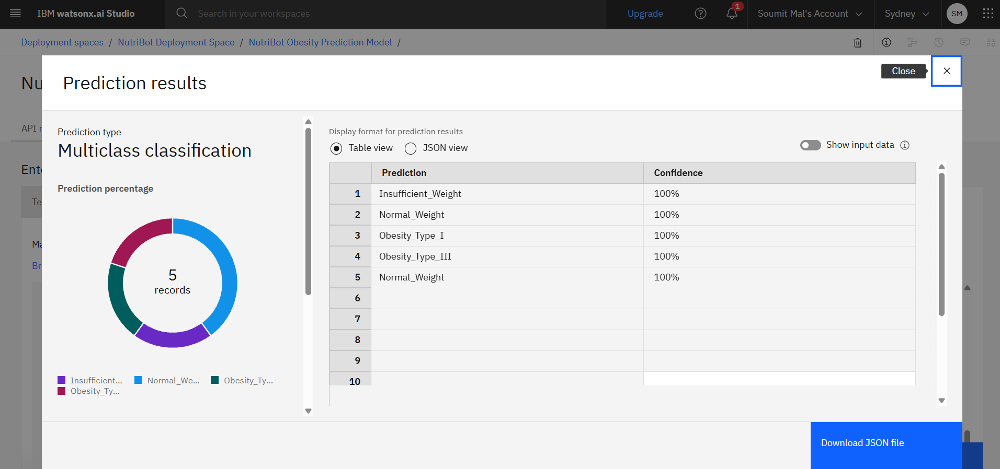 IBM watsonx.ai Studio
Search in your workspaces
Upgrade
1
Soumit Mal's Account
Sydney
SM
Deployment spaces / NutriBot Deployment Space / NutriBot Obesity Prediction Model /
Nu
Prediction results
Close
API r
Prediction type
Multiclass classification
Display format for prediction results
Table view
JSON view
Show input data
Ente
Prediction percentage
Te
Ma
Br
5
records
Insufficient...
Normal_We...
Obesity_Ty...
Obesity_Ty...
Prediction Confidence
1 Insufficient_Weight 100%
2 Normal_Weight 100%
3 Obesity_Type_I 100%
4 Obesity_Type_III 100%
5 Normal_Weight 100%
6
7
8
9
10
Download JSON file